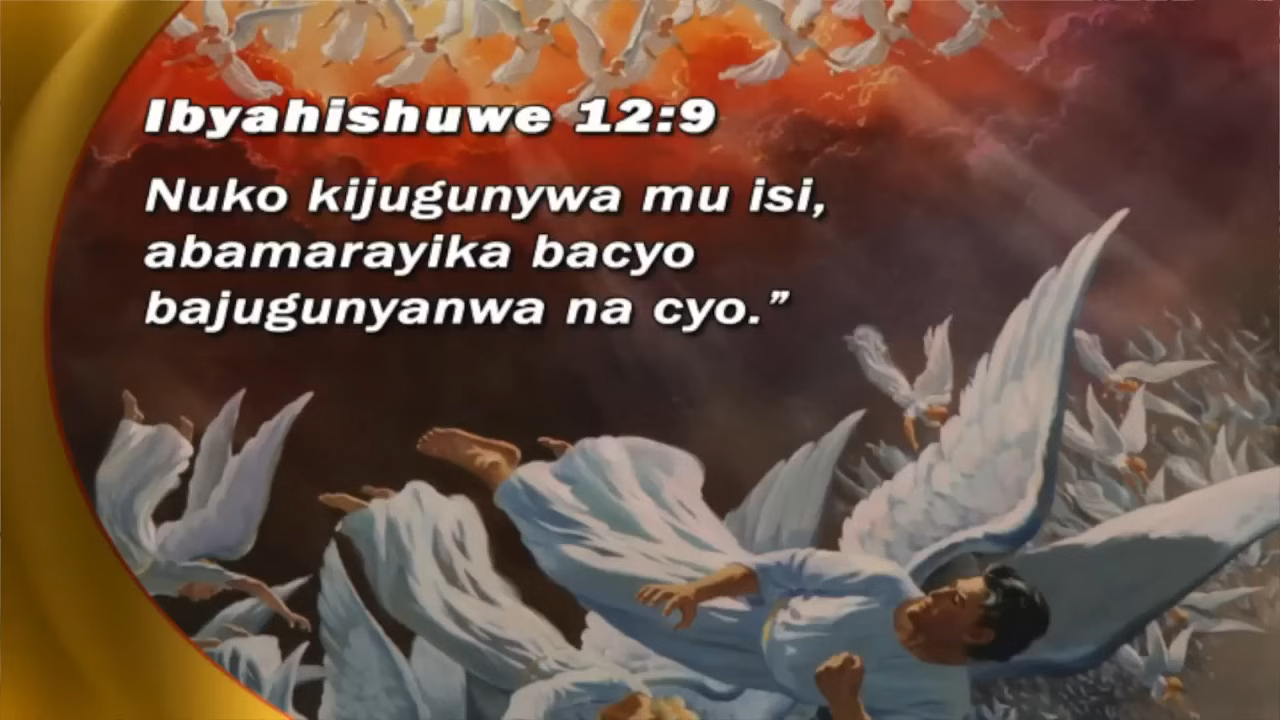 Ibyahishuwe 12:9
Nuko kijugunywa mu isi,
abamarayika bacyo
bajugunyanwa na cyo.”